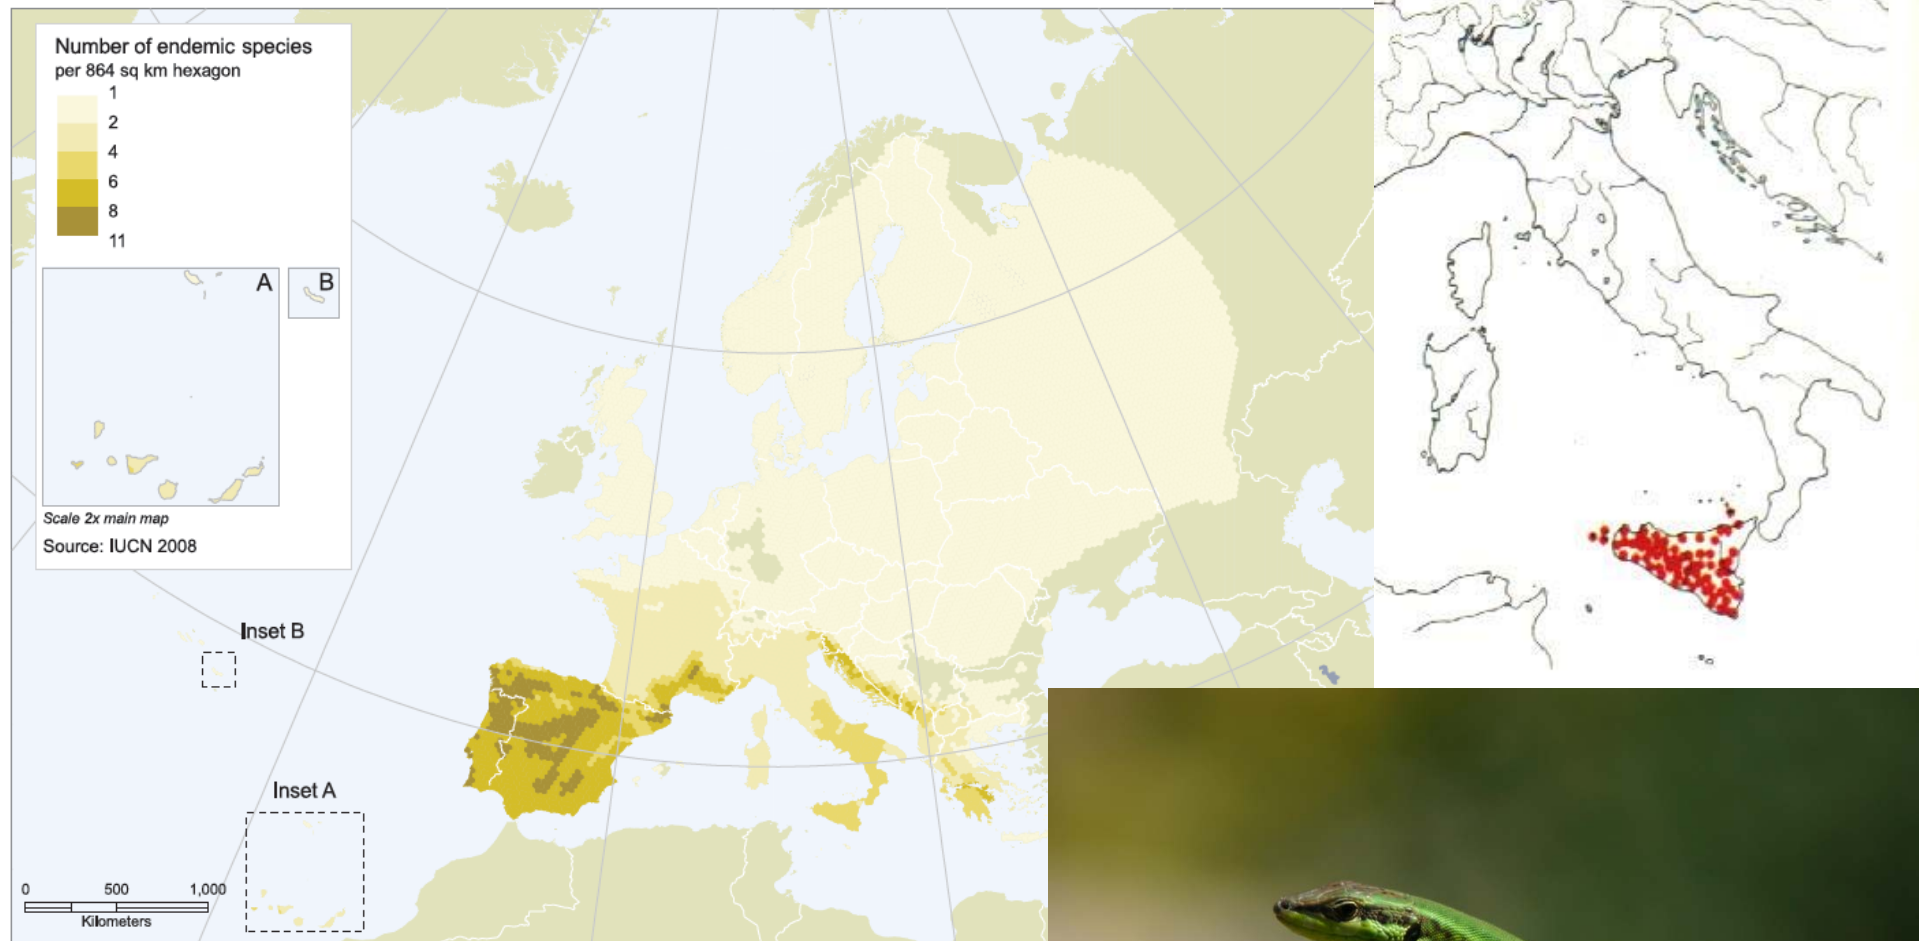 Number of endemic species
per 864 sq km hexagon
1
2
4
6
8
11
A
B
Scale 2x main map
Source: IUCN 2008
Inset B
Inset A
0 500 1,000
Kilometers